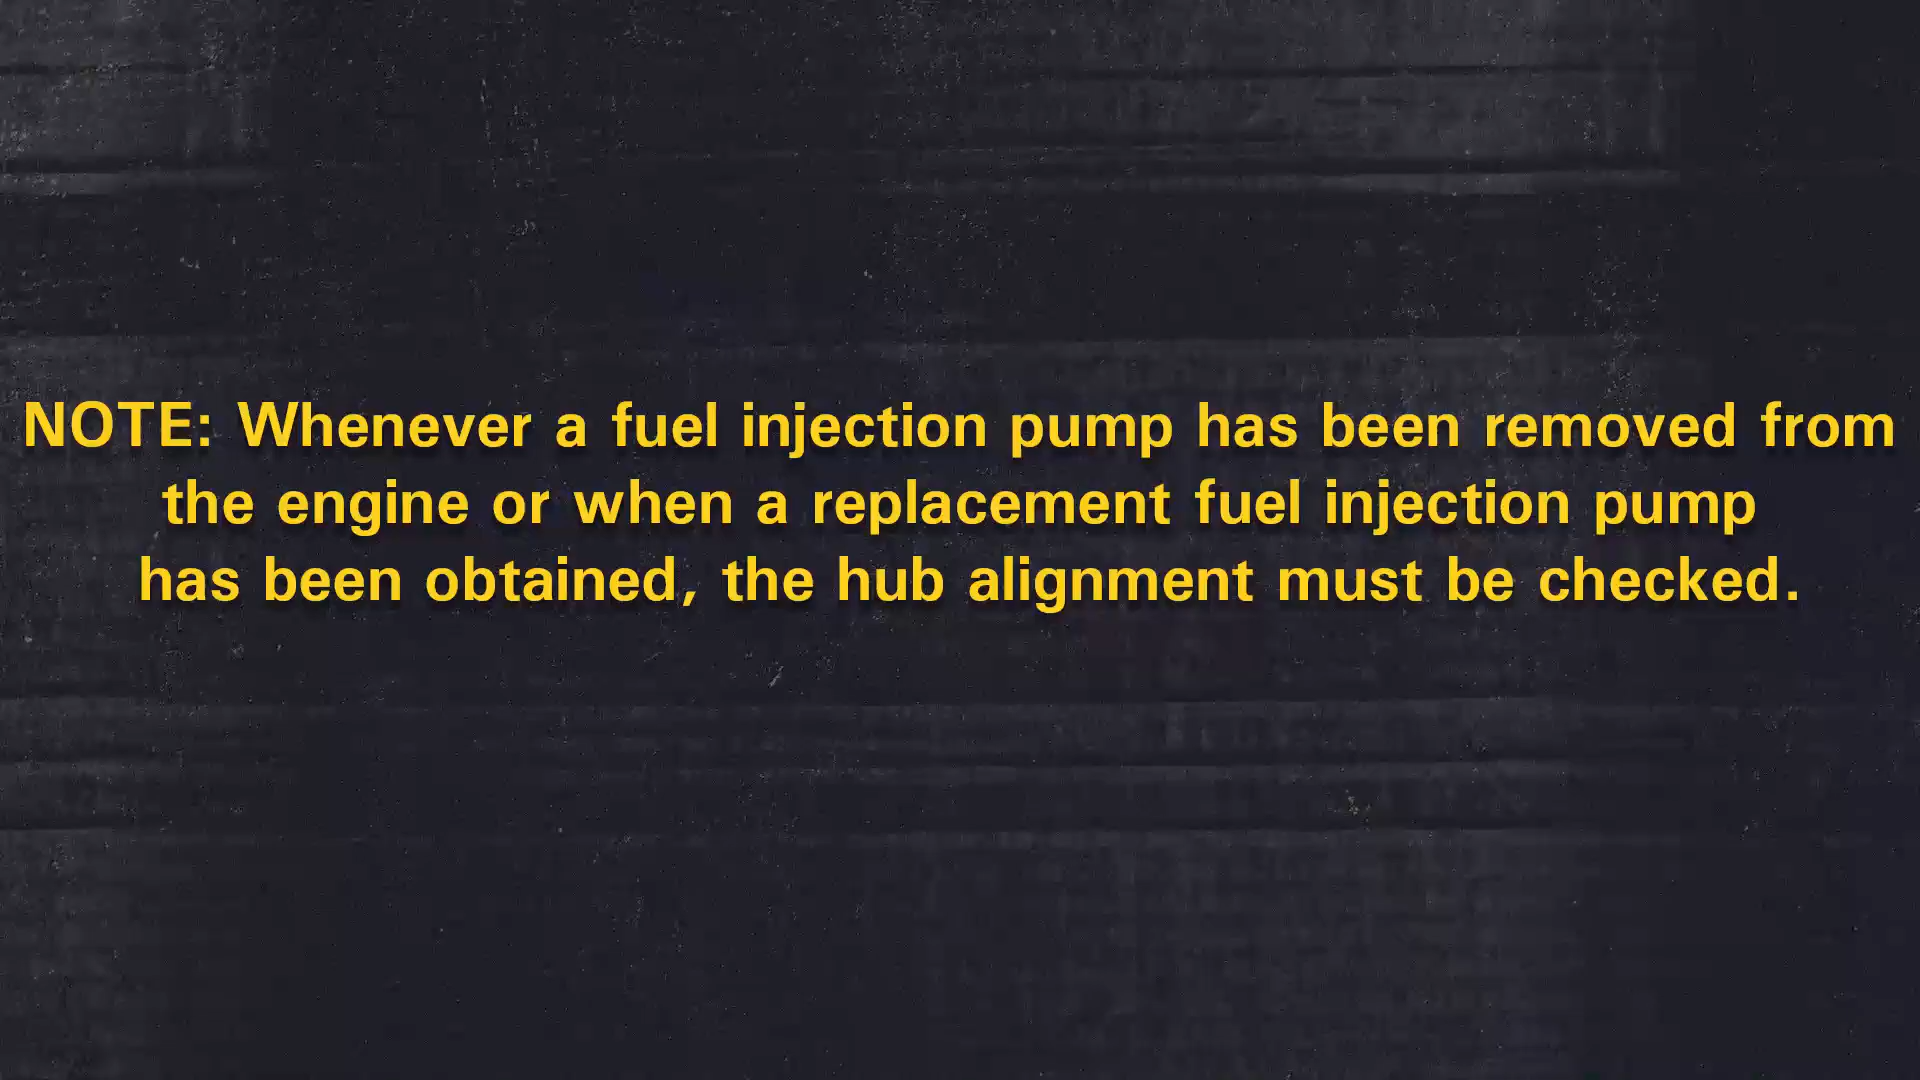 NOTE: Whenever a fuel injection pump has been removed from
the engine or when a replacement fuel injection pump
has been obtained, the hub alignment must be checked.